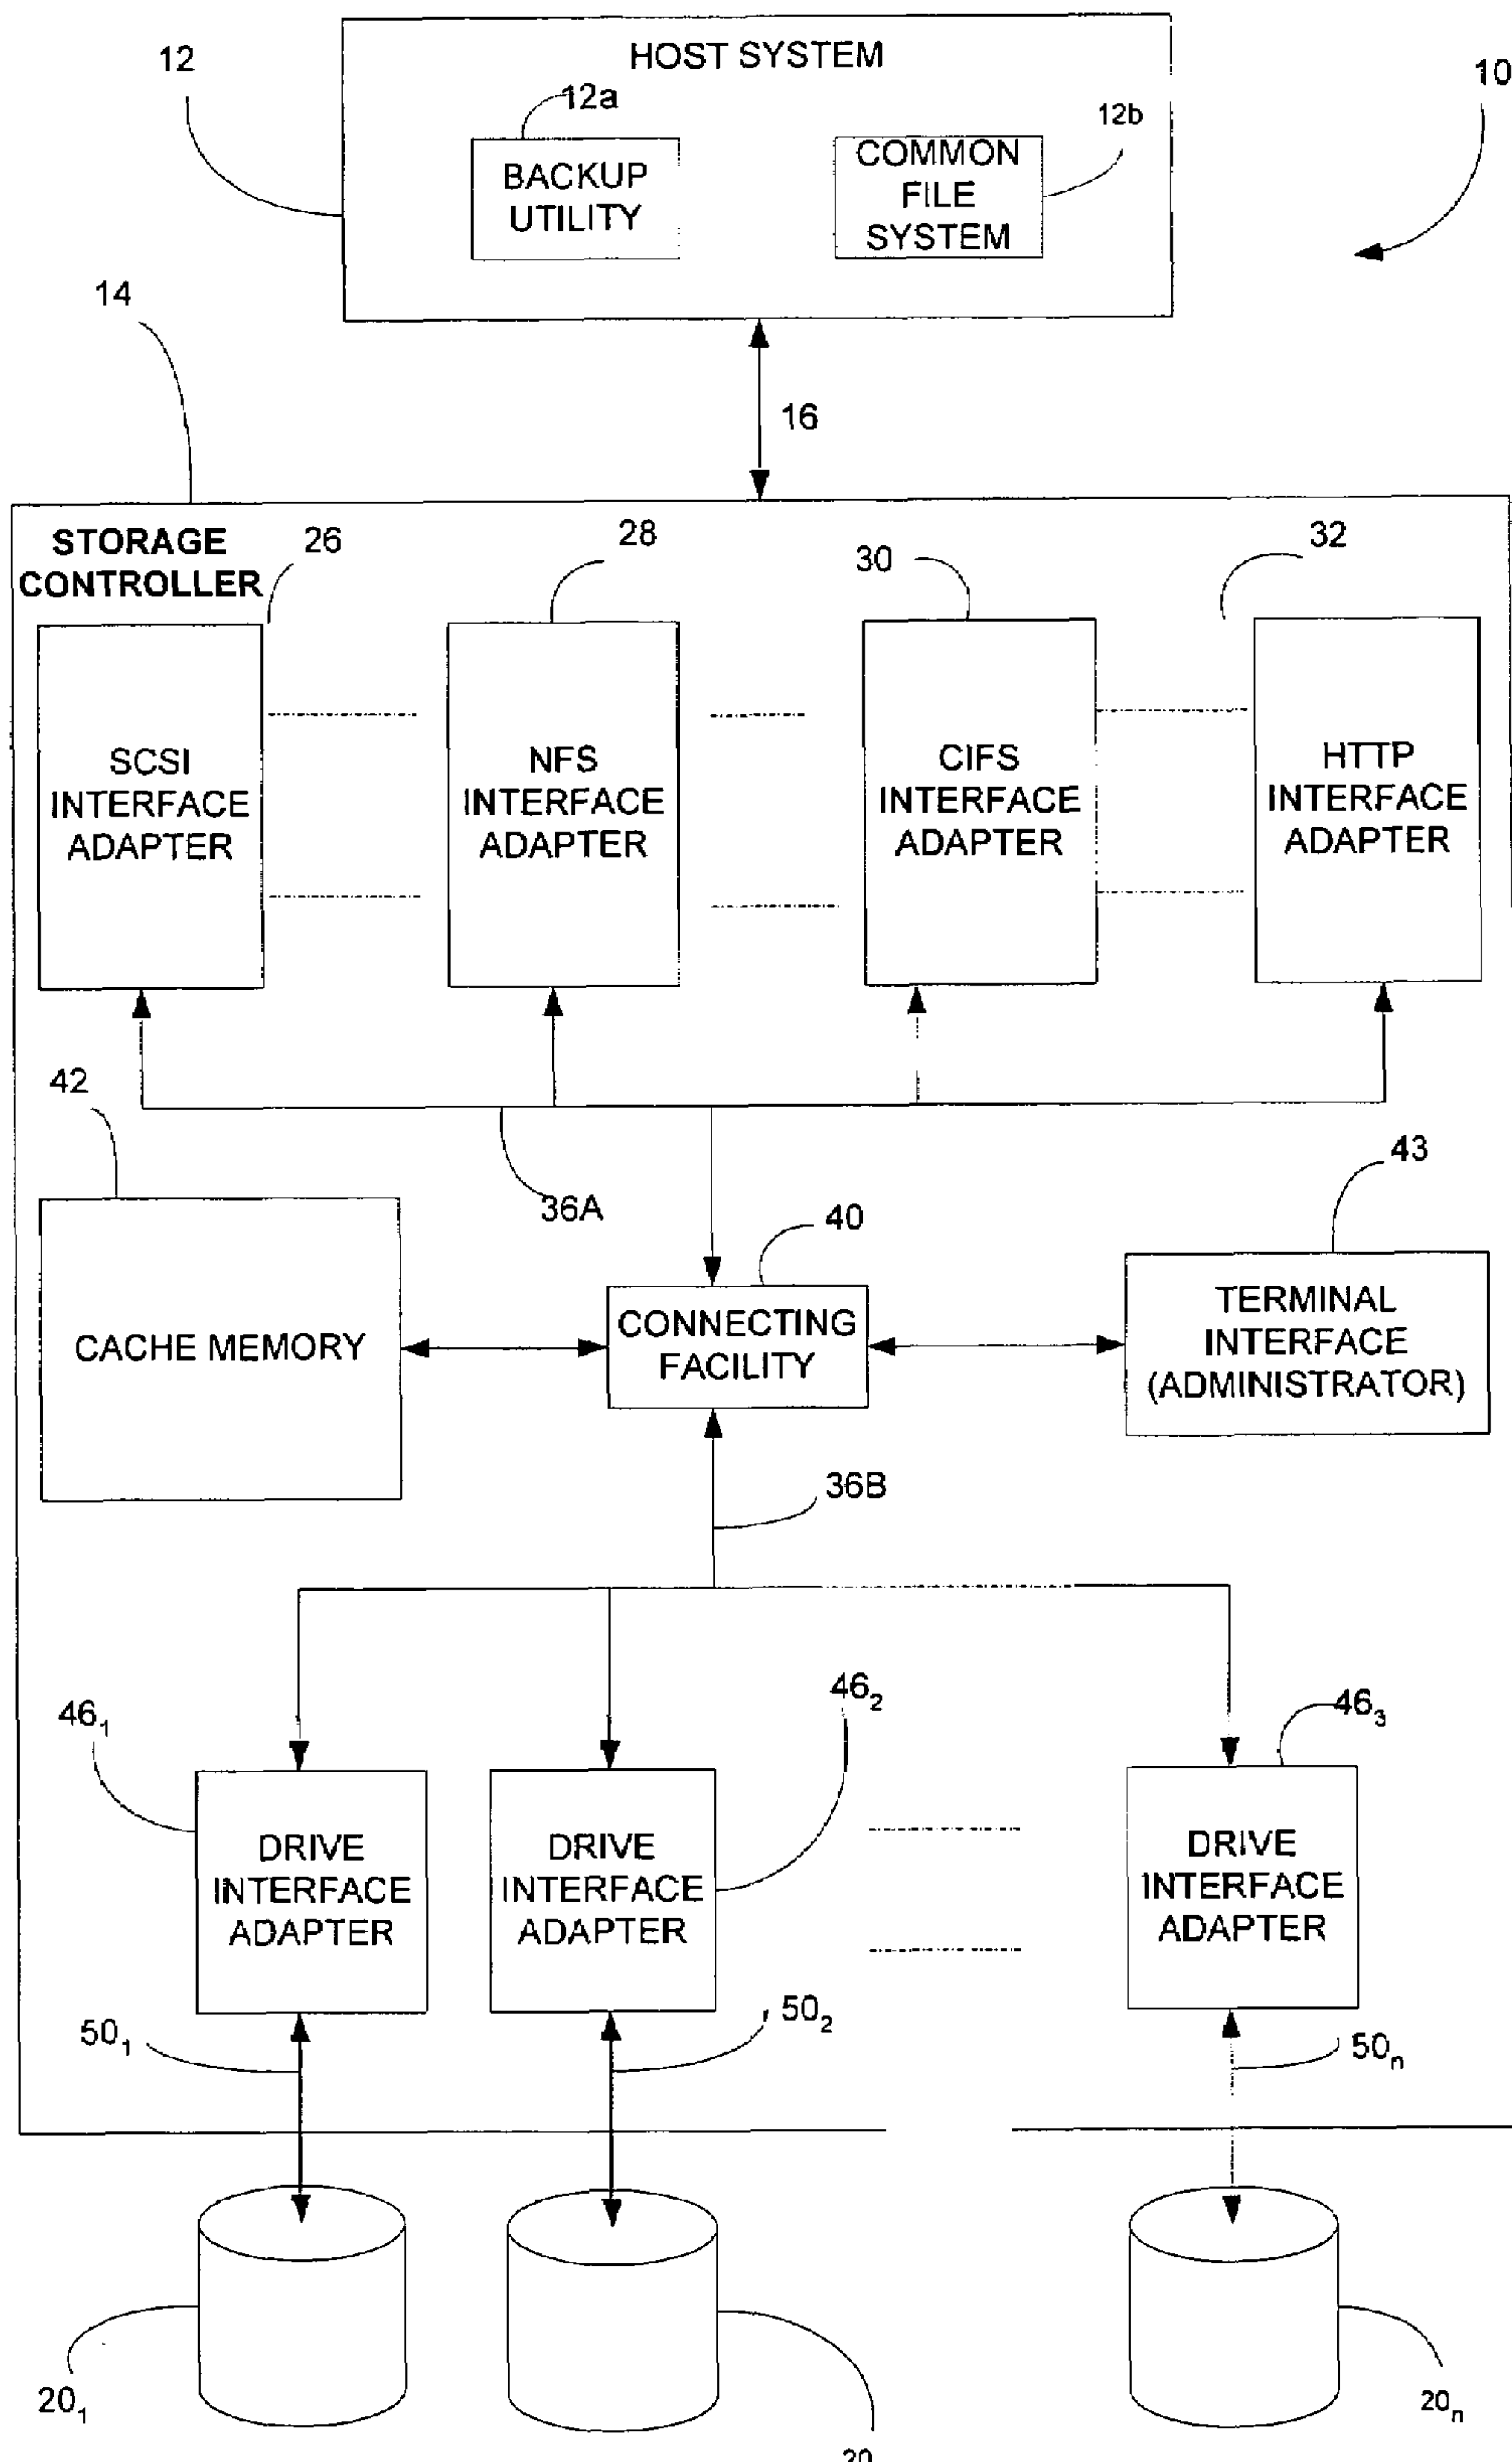 12
HOST SYSTEM
10
12a
12b
BACKUP
UTILITY
COMMON
FILE
SYSTEM
14
16
STORAGE
CONTROLLER
26
28
30
32
SCSI
INTERFACE
ADAPTER
NFS
INTERFACE
ADAPTER
CIFS
INTERFACE
ADAPTER
HTTP
INTERFACE
ADAPTER
42
36A
43
40
CACHE MEMORY
CONNECTING
FACILITY
TERMINAL
INTERFACE
(ADMINISTRATOR)
36B
46₁
46₂
46₃
DRIVE
INTERFACE
ADAPTER
DRIVE
INTERFACE
ADAPTER
DRIVE
INTERFACE
ADAPTER
50₁
50₂
50ₙ
20₁
20
20ₙ